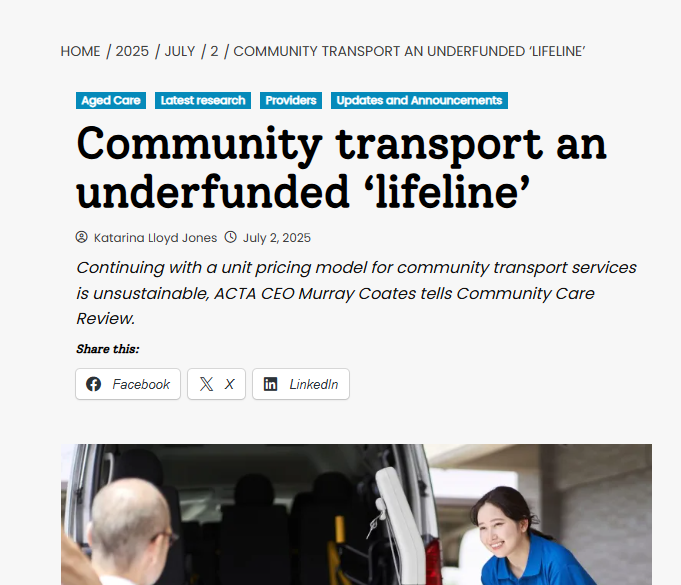 HOME / 2025 / JULY / 2 / COMMUNITY TRANSPORT AN UNDERFUNDED ‘LIFELINE’
Aged Care Latest research Providers Updates and Announcements
Community transport an
underfunded ‘lifeline’
Katarina Lloyd Jones July 2, 2025
Continuing with a unit pricing model for community transport services
is unsustainable, ACTA CEO Murray Coates tells Community Care
Review.
Share this:
Facebook X LinkedIn